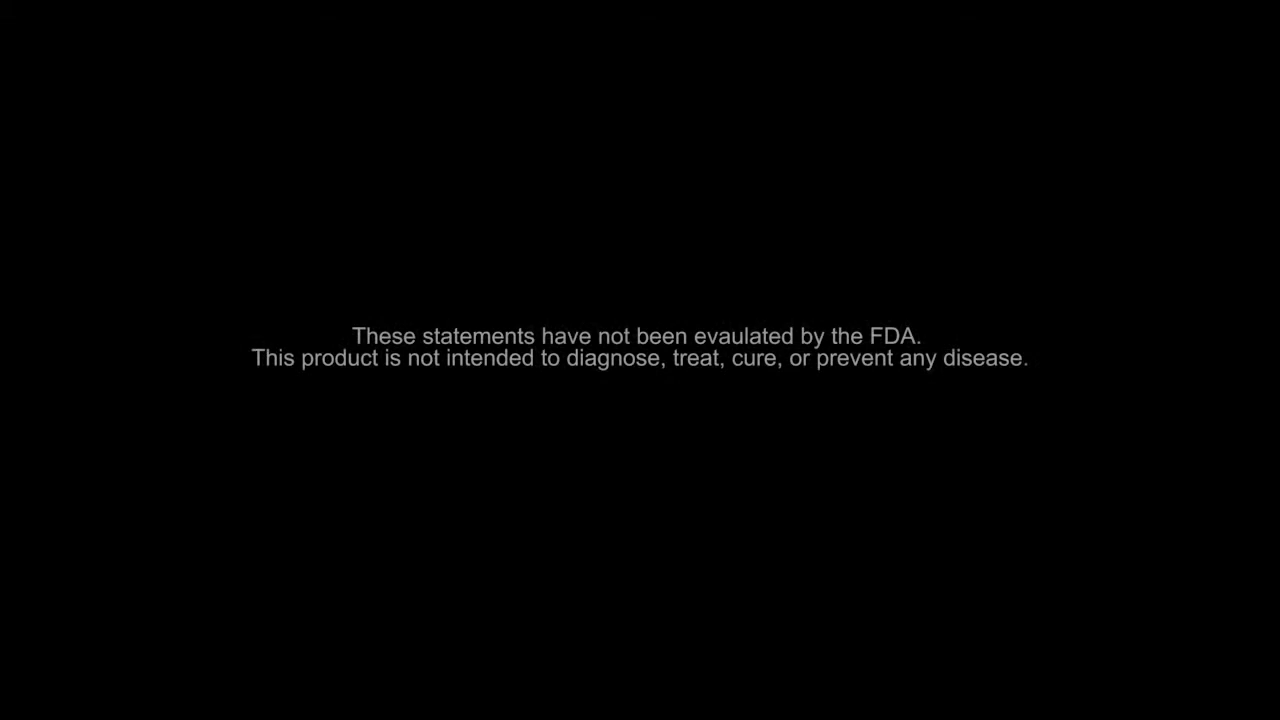 These statements have not been evaulated by the FDA.
This product is not intended to diagnose, treat, cure, or prevent any disease.